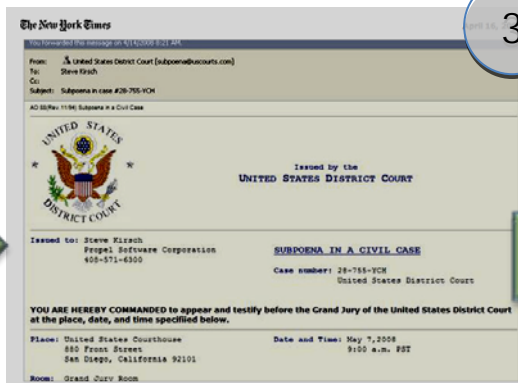 The New York Times
April 16,
3
You forwarded this message on 4/14/2008 8:21 AM.
From: United States District Court [subpoena@uscourts.com]
To: Steve Kirsch
Cc:
Subject: Subpoena in case #28-755-YCH
AO 88(Rev. 11/94) Subpoena in a Civil Case
UNITED STATES
DISTRICT COURT
Issued by the
UNITED STATES DISTRICT COURT
Issued to: Steve Kirsch
Propel Software Corporation
408-571-6300
SUBPOENA IN A CIVIL CASE
Case number: 28-755-YCH
United States District Court
YOU ARE HEREBY COMMANDED to appear and testify before the Grand Jury of the United States District Court
at the place, date, and time specifiied below.
Place: United States Courthouse
880 Front Street
San Diego, California 92101
Date and Time: May 7,2008
9:00 a.m. PST
Room: Grand Jury Room